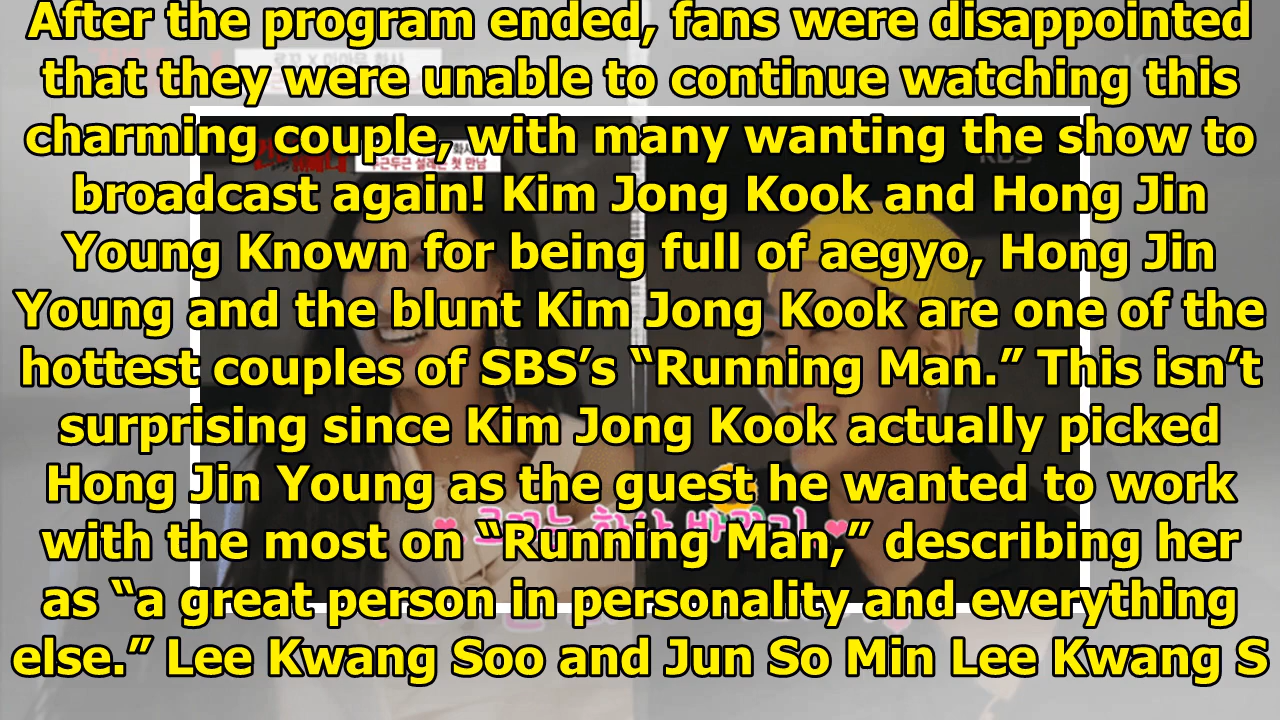 After the program ended, fans were disappointed
that they were unable to continue watching this
charming couple, with many wanting the show to
broadcast again! Kim Jong Kook and Hong Jin
Young Known for being full of aegyo, Hong Jin
Young and the blunt Kim Jong Kook are one of the
hottest couples of SBS’s “Running Man.” This isn’t
surprising since Kim Jong Kook actually picked
Hong Jin Young as the guest he wanted to work
with the most on “Running Man,” describing her
as “a great person in personality and everything
else.” Lee Kwang Soo and Jun So Min Lee Kwang S